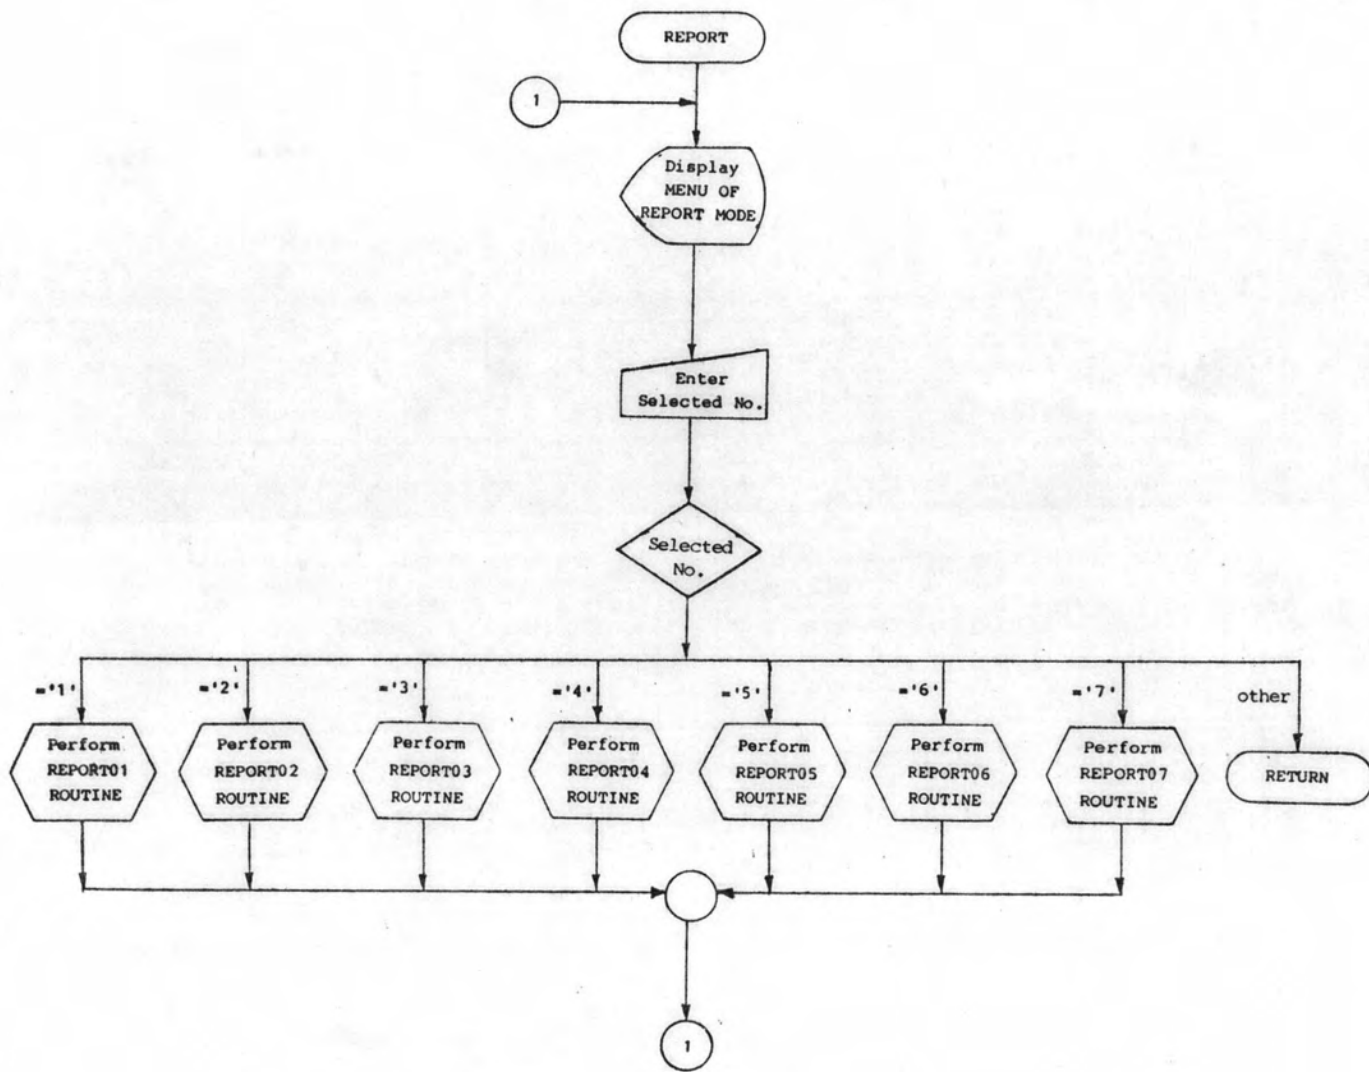 REPORT
1
Display
MENU OF
REPORT MODE
Enter
Selected No.
Selected
No.
='1'
='2'
='3'
='4'
='5'
='6'
='7'
other
Perform
REPORT01
ROUTINE
Perform
REPORT02
ROUTINE
Perform
REPORT03
ROUTINE
Perform
REPORT04
ROUTINE
Perform
REPORT05
ROUTINE
Perform
REPORT06
ROUTINE
Perform
REPORT07
ROUTINE
RETURN
1